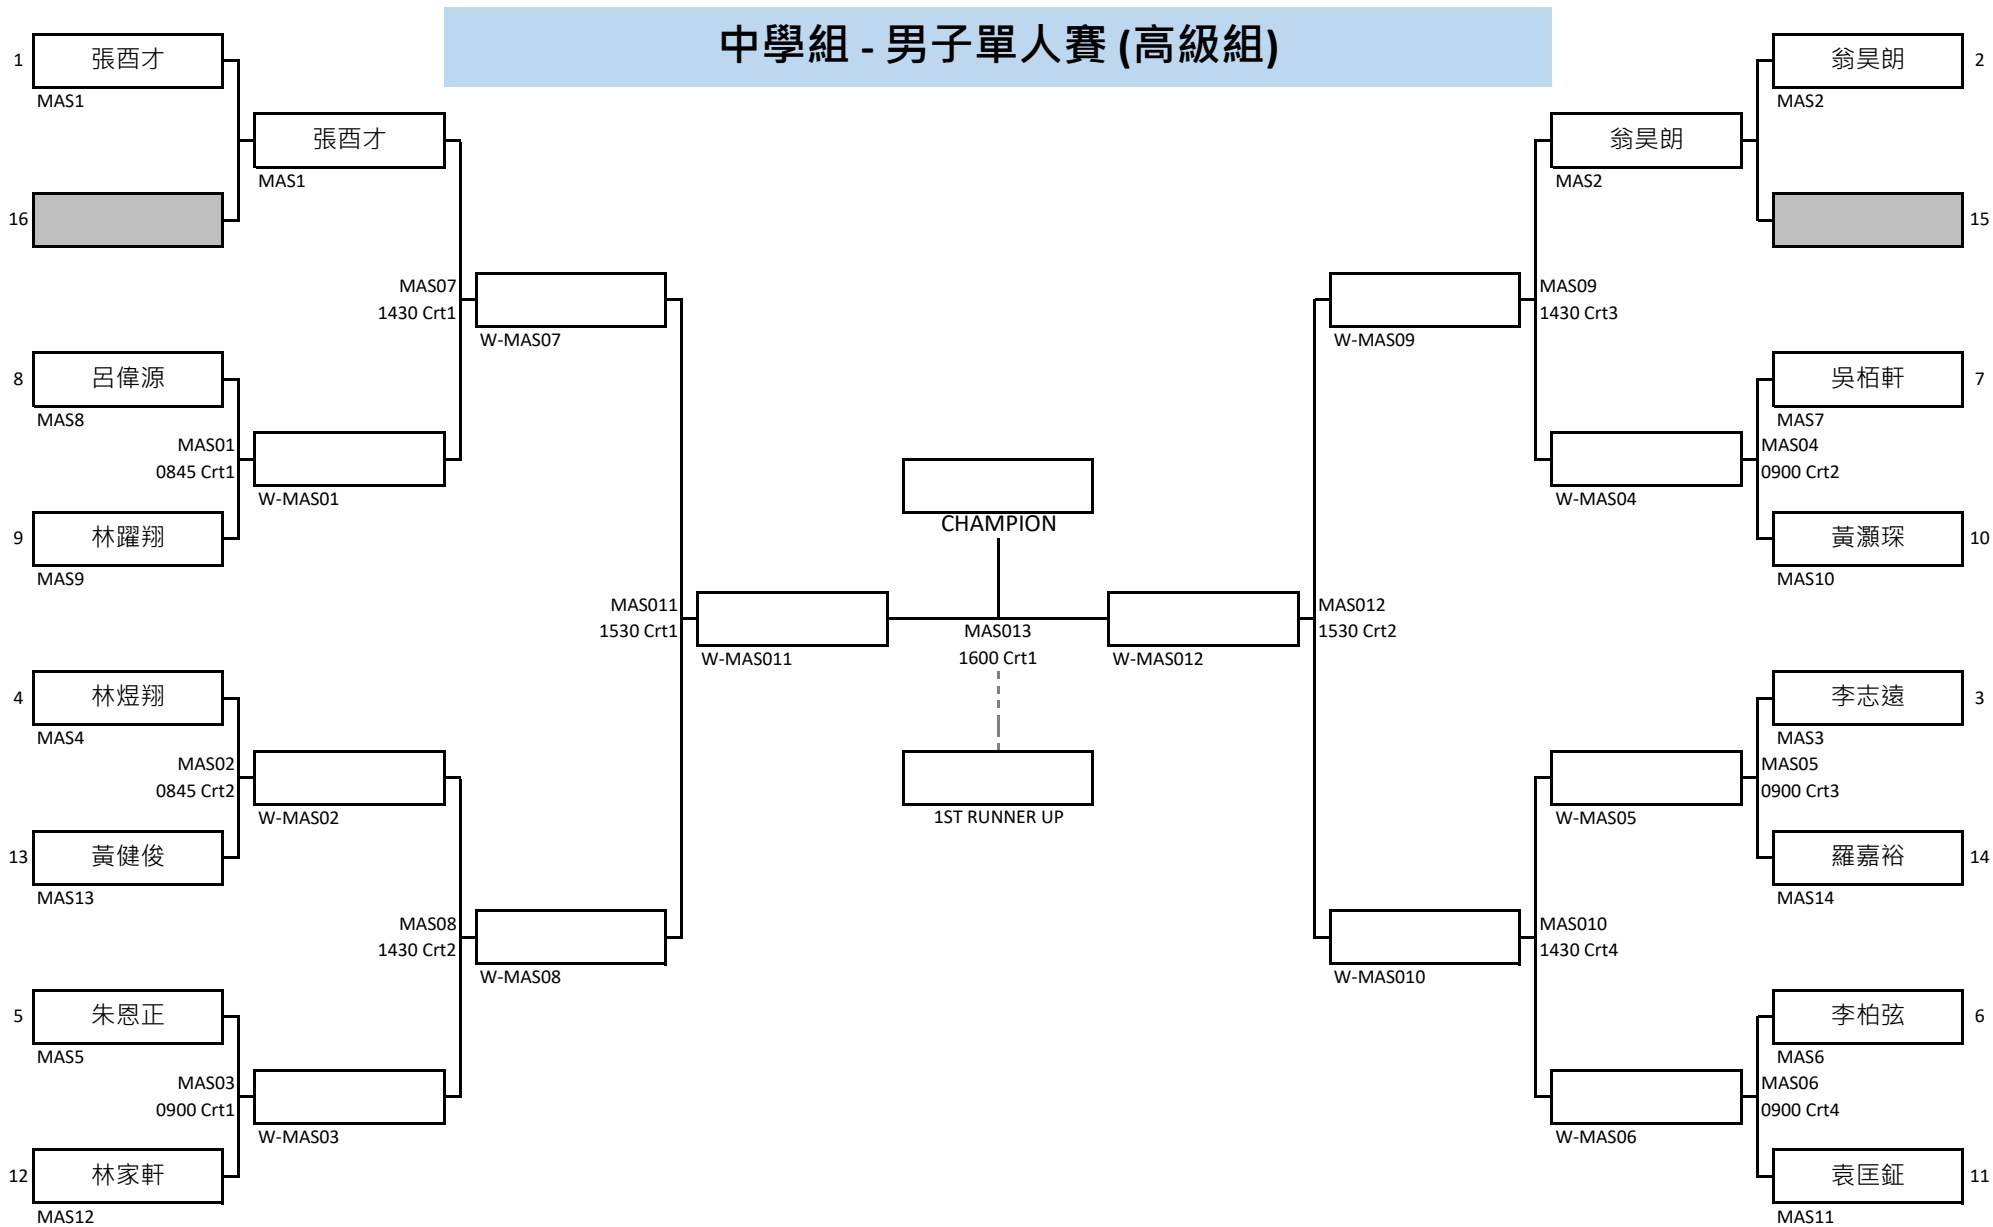 中學組 - 男子單人賽 (高級組)
1
張酉才
MAS1
張酉才
MAS1
16
MAS07
1430 Crt1
W-MAS07
8
呂偉源
MAS8
MAS01
0845 Crt1
W-MAS01
9
林躍翔
MAS9
MAS011
1530 Crt1
W-MAS011
4
林煜翔
MAS4
MAS02
0845 Crt2
W-MAS02
13
黃健俊
MAS13
MAS08
1430 Crt2
W-MAS08
5
朱恩正
MAS5
MAS03
0900 Crt1
W-MAS03
12
林家軒
MAS12
CHAMPION
MAS013
1600 Crt1
1ST RUNNER UP
翁昊朗
2
MAS2
翁昊朗
MAS2
15
MAS09
1430 Crt3
W-MAS09
吳栢軒
7
MAS7
MAS04
0900 Crt2
W-MAS04
黃灝琛
10
MAS10
MAS012
1530 Crt2
W-MAS012
李志遠
3
MAS3
MAS05
0900 Crt3
W-MAS05
羅嘉裕
14
MAS14
MAS010
1430 Crt4
W-MAS010
李柏弦
6
MAS6
MAS06
0900 Crt4
W-MAS06
袁匡鉦
11
MAS11